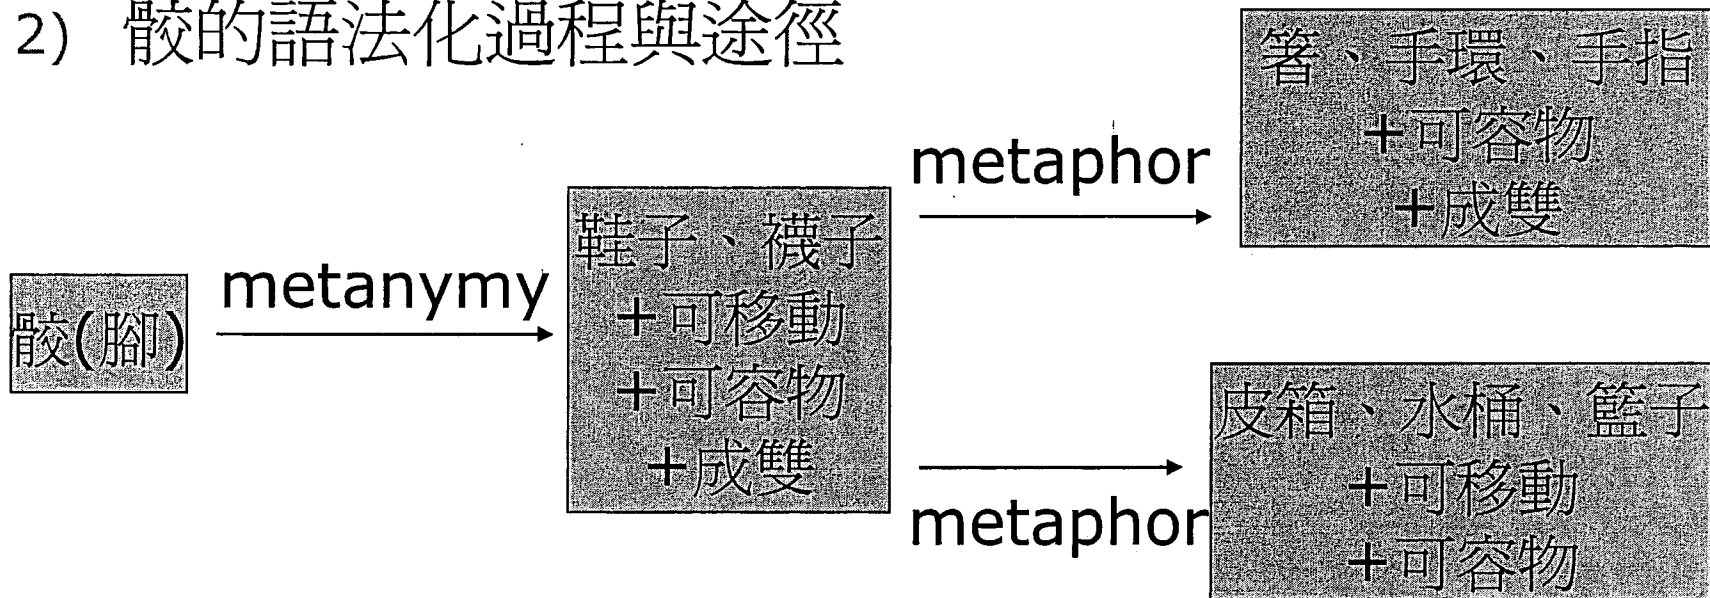 2) 骹的語法化過程與途徑
骹(腳)
metanymy
鞋子、襪子
+可移動
+可容物
+成雙
metaphor
箸、手環、手指
+可容物
+成雙
metaphor
皮箱、水桶、籃子
+可移動
+可容物